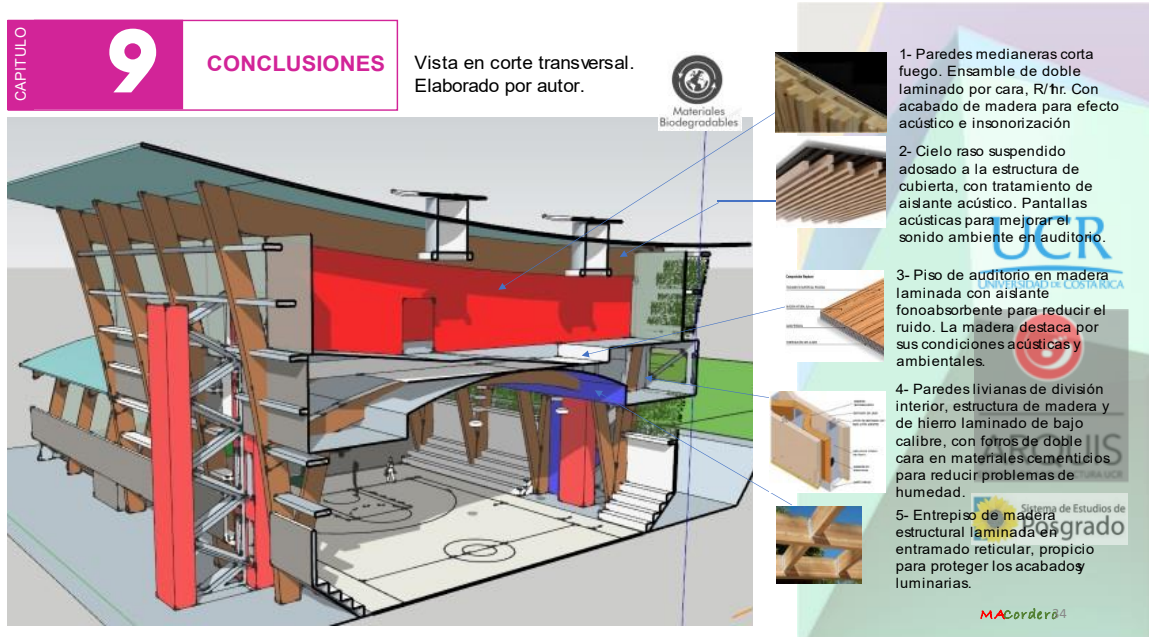 CAPITULO
9
CONCLUSIONES
Vista en corte transversal.
Elaborado por autor.
Materiales
Biodegradables
1- Paredes medianeras corta
fuego. Ensamble de doble
laminado por cara, R/1hr. Con
acabado de madera para efecto
acústico e insonorización
2- Cielo raso suspendido
adosado a la estructura de
cubierta, con tratamiento de
aislante acústico. Pantallas
acústicas para mejorar el
sonido ambiente en auditorio.
UCR
UNIVERSIDAD DE COSTA RICA
3- Piso de auditorio en madera
laminada con aislante
fonoabsorbente para reducir el
ruido. La madera destaca por
sus condiciones acústicas y
ambientales.
4- Paredes livianas de división
interior, estructura de madera y
de hierro laminado de bajo
calibre, con forros de doble
cara en materiales cementicios
para reducir problemas de
humedad.
Sistema de Estudios de
Posgrado
5- Entrepiso de madera
estructural laminada en
entramado reticular, propicio
para proteger los acabados y
luminarias.
MACordero
34